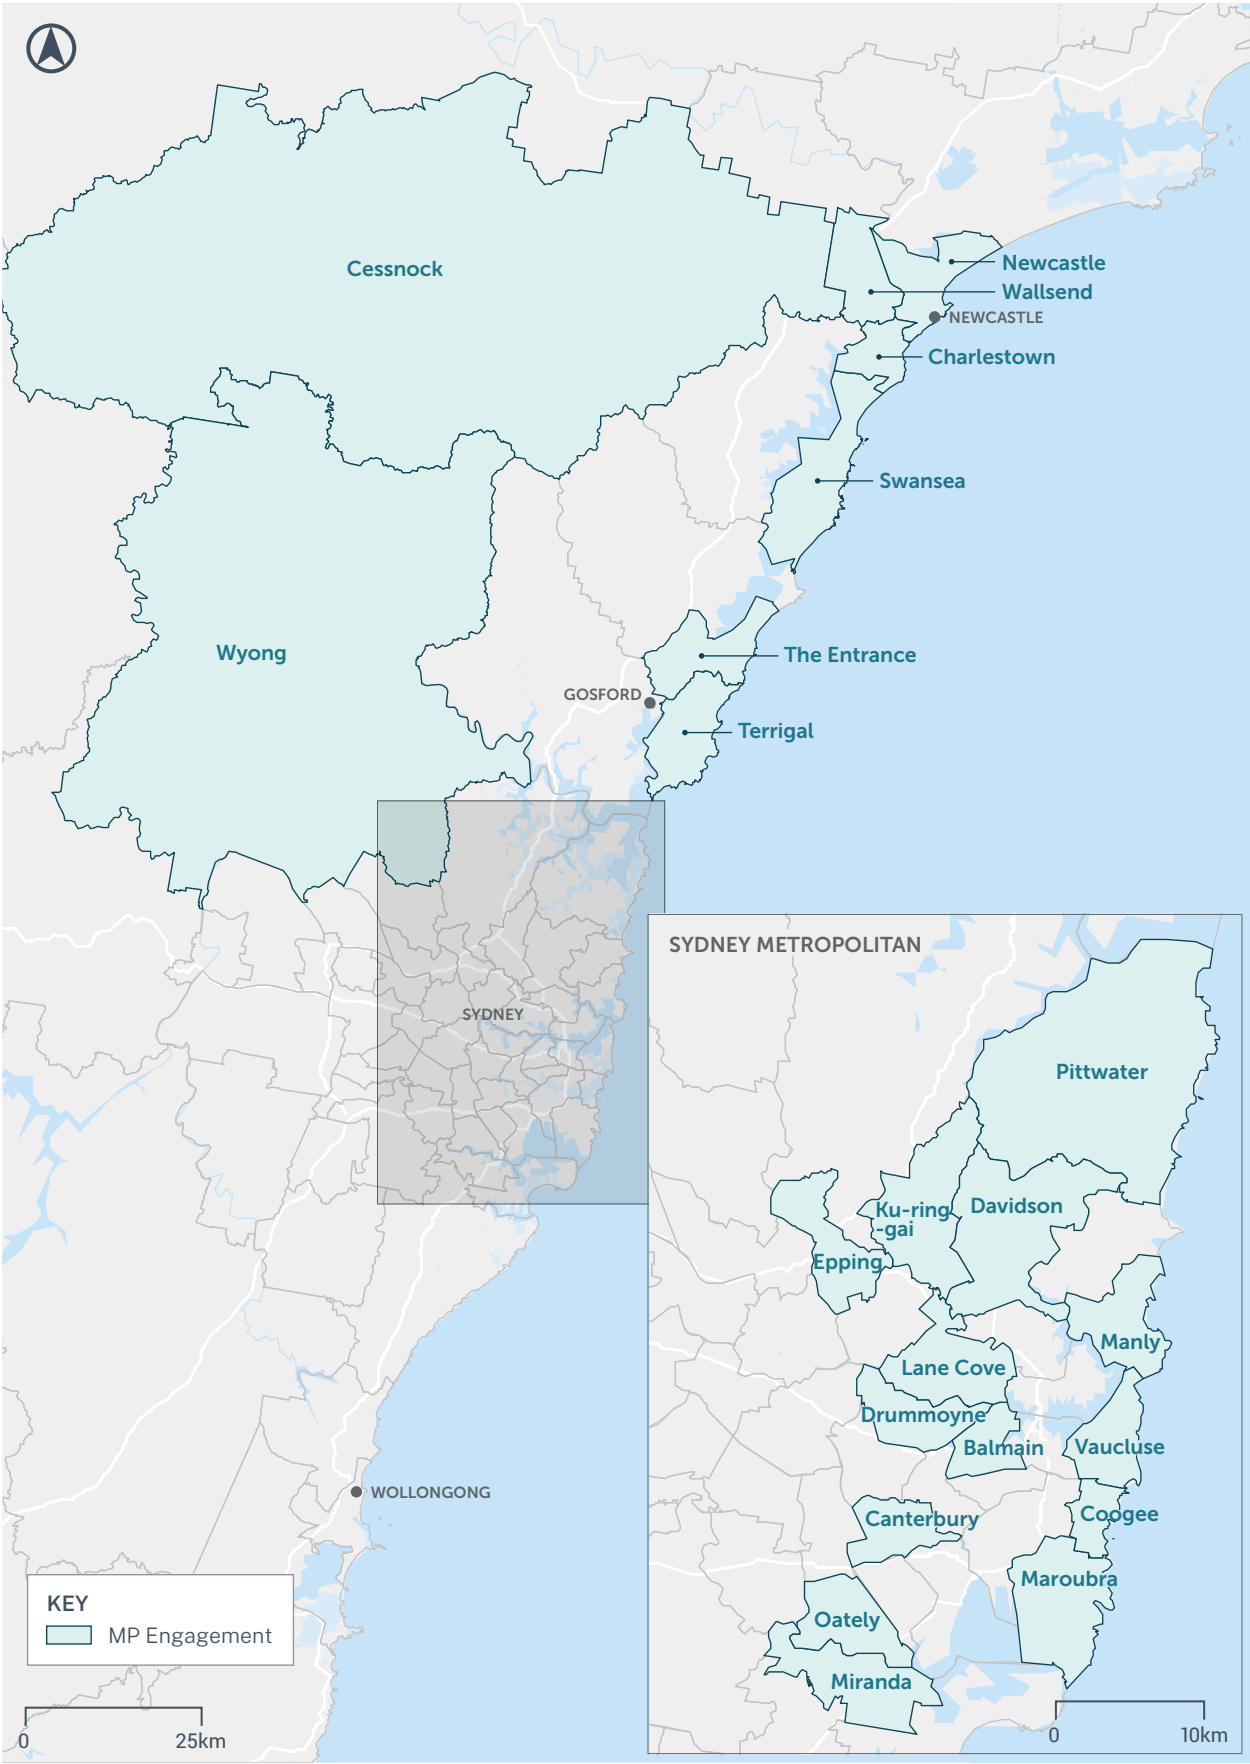 Cessnock
Newcastle
Wallsend
NEWCASTLE
Charlestown
Swansea
Wyong
The Entrance
GOSFORD
Terrigal
SYDNEY
WOLLONGONG
SYDNEY METROPOLITAN
Pittwater
Ku-ring
-gai
Davidson
Epping
Manly
Lane Cove
Drummoyne
Balmain
Vaucluse
Canterbury
Coogee
Maroubra
Oately
Miranda
0
10km
KEY
MP Engagement
0
25km